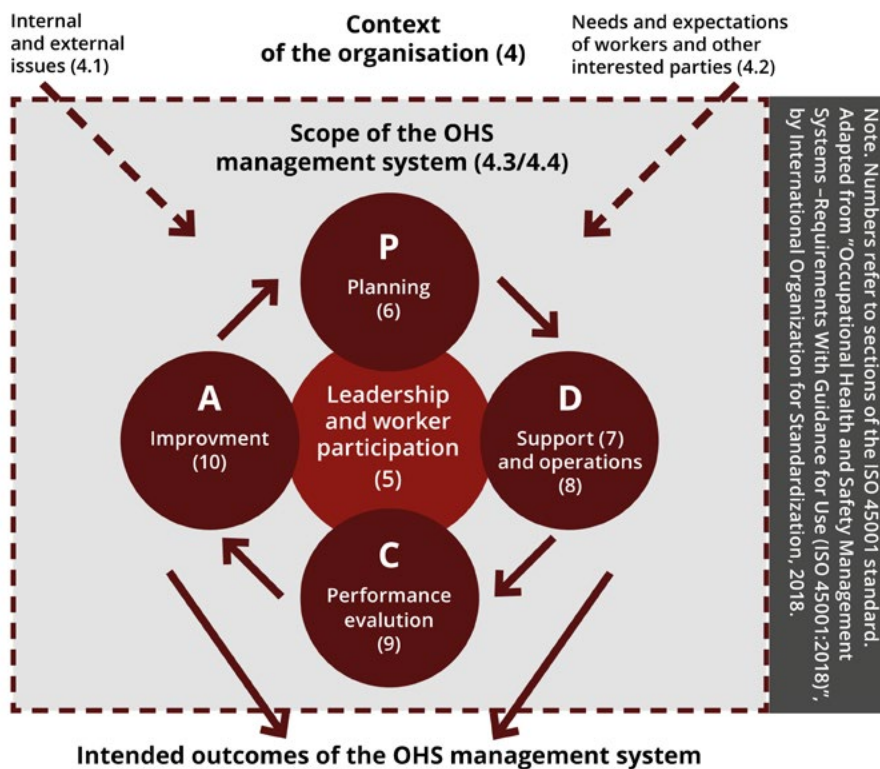 Internal
and external
issues (4.1)
Context
of the organisation (4)
Needs and expectations
of workers and other
interested parties (4.2)
Scope of the OHS
management system (4.3/4.4)
P
Planning
(6)
A
Improvment
(10)
Leadership
and worker
participation
(5)
D
Support (7)
and operations
(8)
C
Performance
evalution
(9)
Intended outcomes of the OHS management system
Note. Numbers refer to sections of the ISO 45001 standard.
Adapted from "Occupational Health and Safety Management
Systems –Requirements With Guidance for Use (ISO 45001:2018)",
by International Organization for Standardization, 2018.